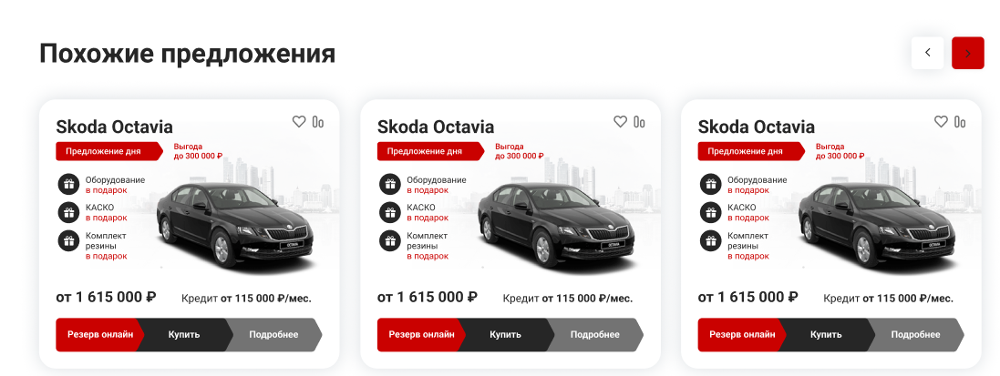 Похожие предложения
Skoda Octavia
Предложение дня
Выгода
до 300 000 ₽
Оборудование
в подарок
КАСКО
в подарок
Комплект
резины
в подарок
OCTAVIA
от 1 615 000 ₽
Кредит от 115 000 ₽/мес.
Резерв онлайн
Купить
Подробнее
Skoda Octavia
Предложение дня
Выгода
до 300 000 ₽
Оборудование
в подарок
КАСКО
в подарок
Комплект
резины
в подарок
OCTAVIA
от 1 615 000 ₽
Кредит от 115 000 ₽/мес.
Резерв онлайн
Купить
Подробнее
Skoda Octavia
Предложение дня
Выгода
до 300 000 ₽
Оборудование
в подарок
КАСКО
в подарок
Комплект
резины
в подарок
OCTAVIA
от 1 615 000 ₽
Кредит от 115 000 ₽/мес.
Резерв онлайн
Купить
Подробнее